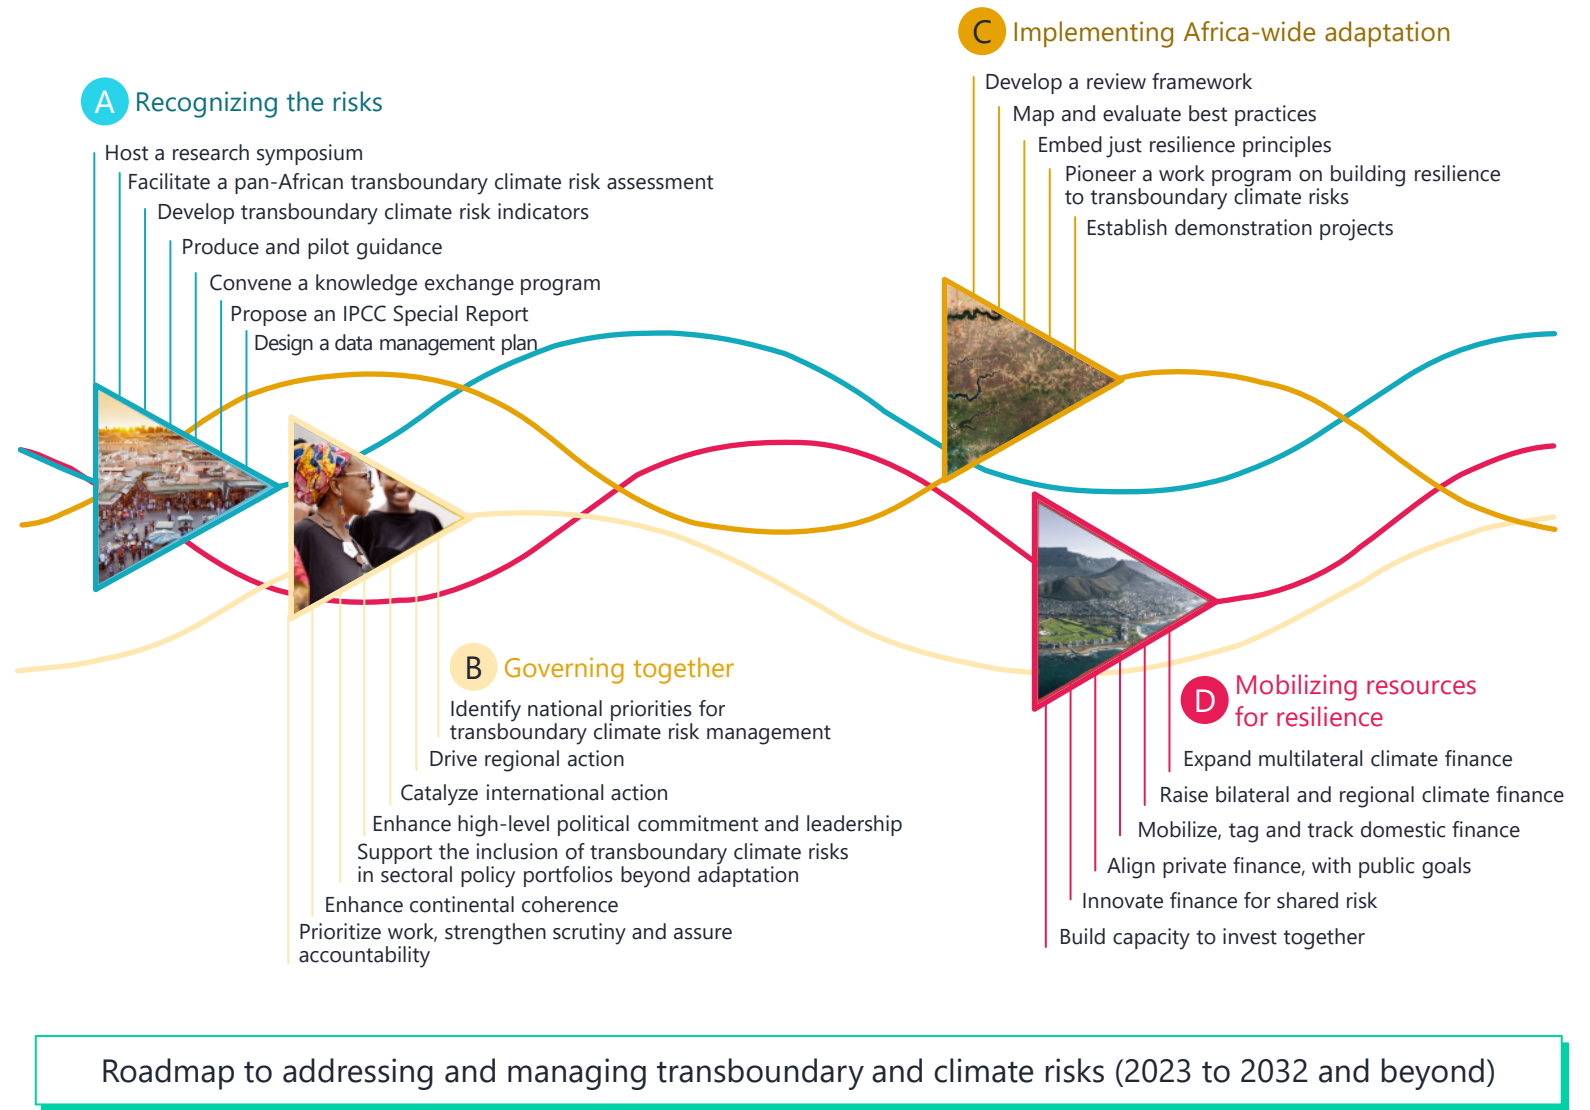 A Recognizing the risks
Host a research symposium
Facilitate a pan-African transboundary climate risk assessment
Develop transboundary climate risk indicators
Produce and pilot guidance
Convene a knowledge exchange program
Propose an IPCC Special Report
Design a data management plan
B Governing together
Identify national priorities for
transboundary climate risk management
Drive regional action
Catalyze international action
Enhance high-level political commitment and leadership
Support the inclusion of transboundary climate risks
in sectoral policy portfolios beyond adaptation
Enhance continental coherence
Prioritize work, strengthen scrutiny and assure
accountability
C Implementing Africa-wide adaptation
Develop a review framework
Map and evaluate best practices
Embed just resilience principles
Pioneer a work program on building resilience
to transboundary climate risks
Establish demonstration projects
D Mobilizing resources
for resilience
Expand multilateral climate finance
Raise bilateral and regional climate finance
Mobilize, tag and track domestic finance
Align private finance, with public goals
Innovate finance for shared risk
Build capacity to invest together
Roadmap to addressing and managing transboundary and climate risks (2023 to 2032 and beyond)